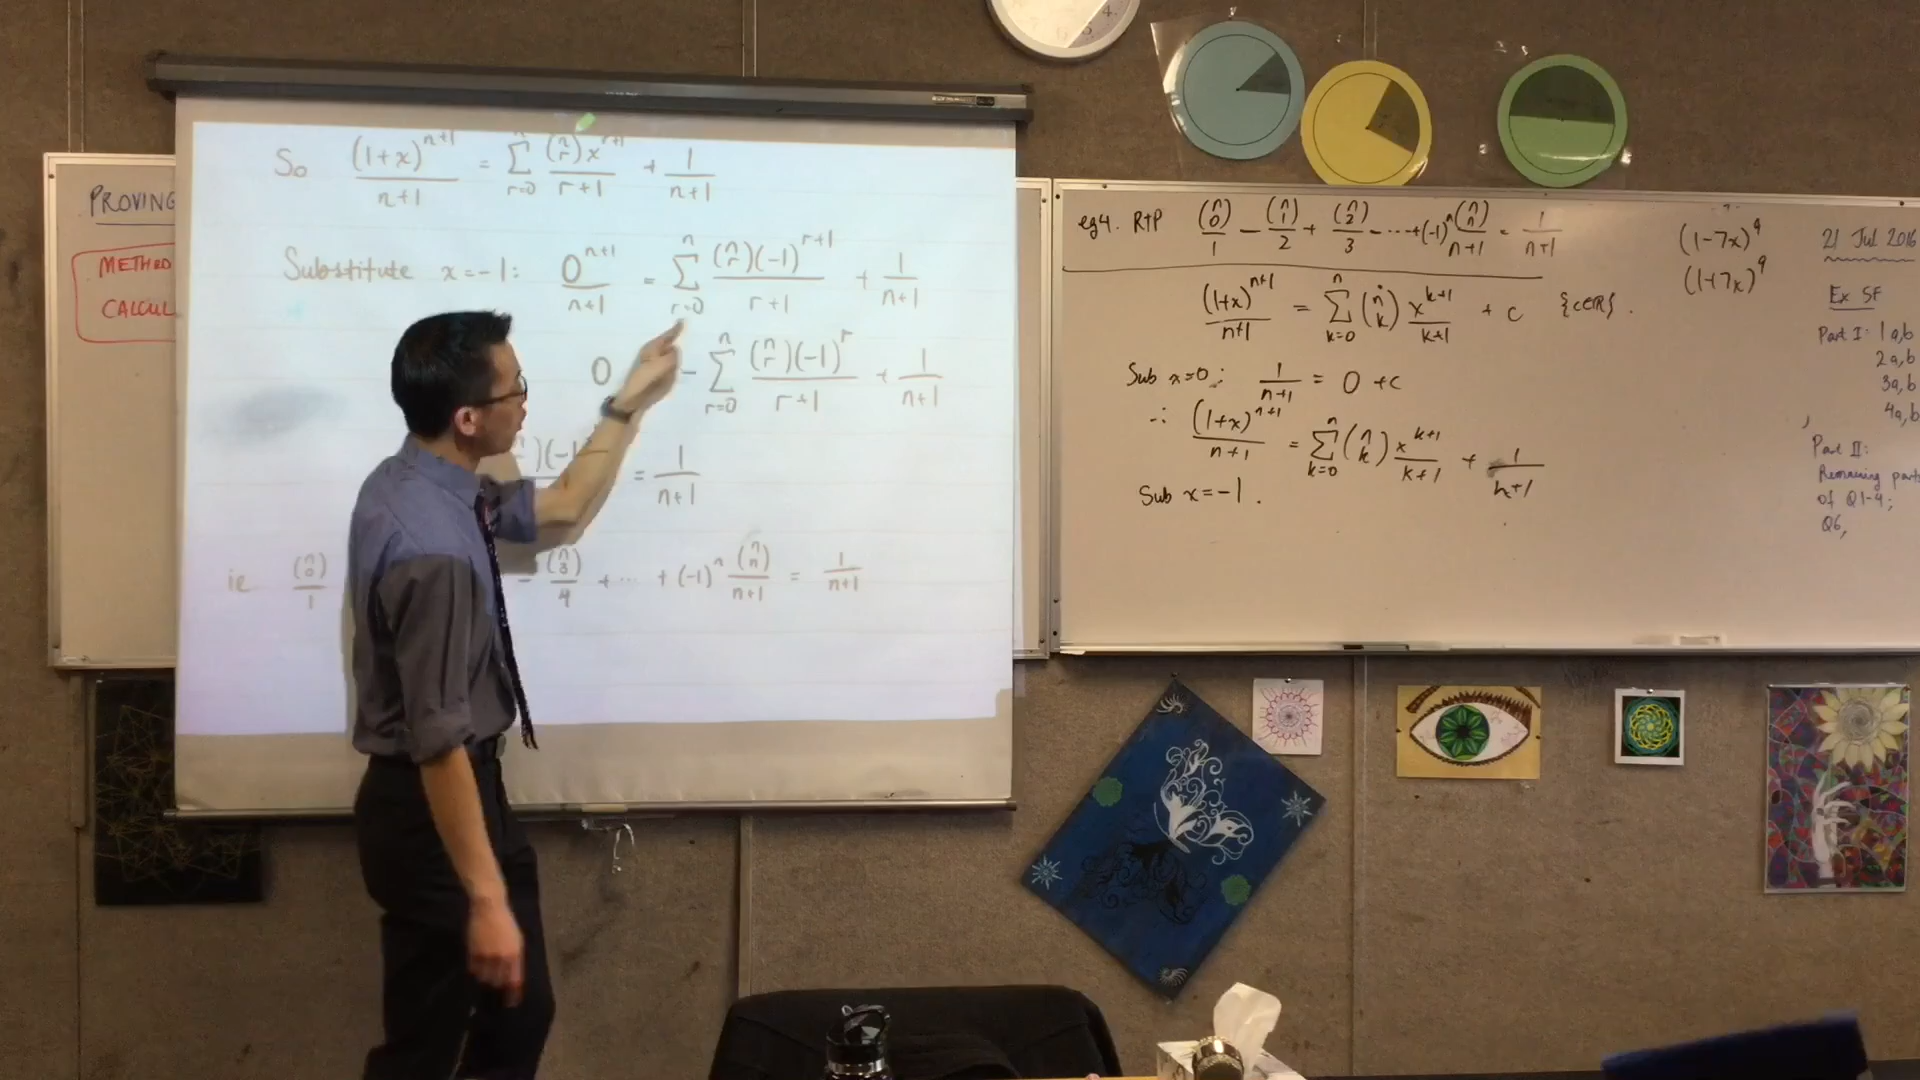 PROVING
METHOD
CALCUL
So (1+x)^{n+1}/(n+1) = Σ_{r=0}^{n} (n r) x^{r+1}/(r+1) + 1/(n+1)
Substitute x=-1: 0^{n+1}/(n+1) = Σ_{r=0}^{n} (n r)(-1)^{r+1}/(r+1) + 1/(n+1)
0 - Σ_{r=0}^{n} (n r)(-1)^r/(r+1) + 1/(n+1)
)(-1) = 1/(n+1)
ie (n 0)/1 - (n 3)/4 + ... + (-1)^n (n n)/(n+1) = 1/(n+1)
eg4. RTP (n 0)/1 - (n 1)/2 + (n 2)/3 - ... + (-1)^n (n n)/(n+1) = 1/(n+1)
(1+x)^{n+1}/(n+1) = Σ_{k=0}^{n} (n k) x^{k+1}/(k+1) + c {c∈R}.
Sub x=0: 1/(n+1) = 0 + c
∴ (1+x)^{n+1}/(n+1) = Σ_{k=0}^{n} (n k) x^{k+1}/(k+1) + 1/(n+1)
Sub x=-1.
(1-7x)^9
(1+7x)^9
21 Jul 2016
Ex 5F
Part I: 1a,b
2a,b
3a,b
4a,b
Part II:
Remaining parts
of Q1-4;
Q6,